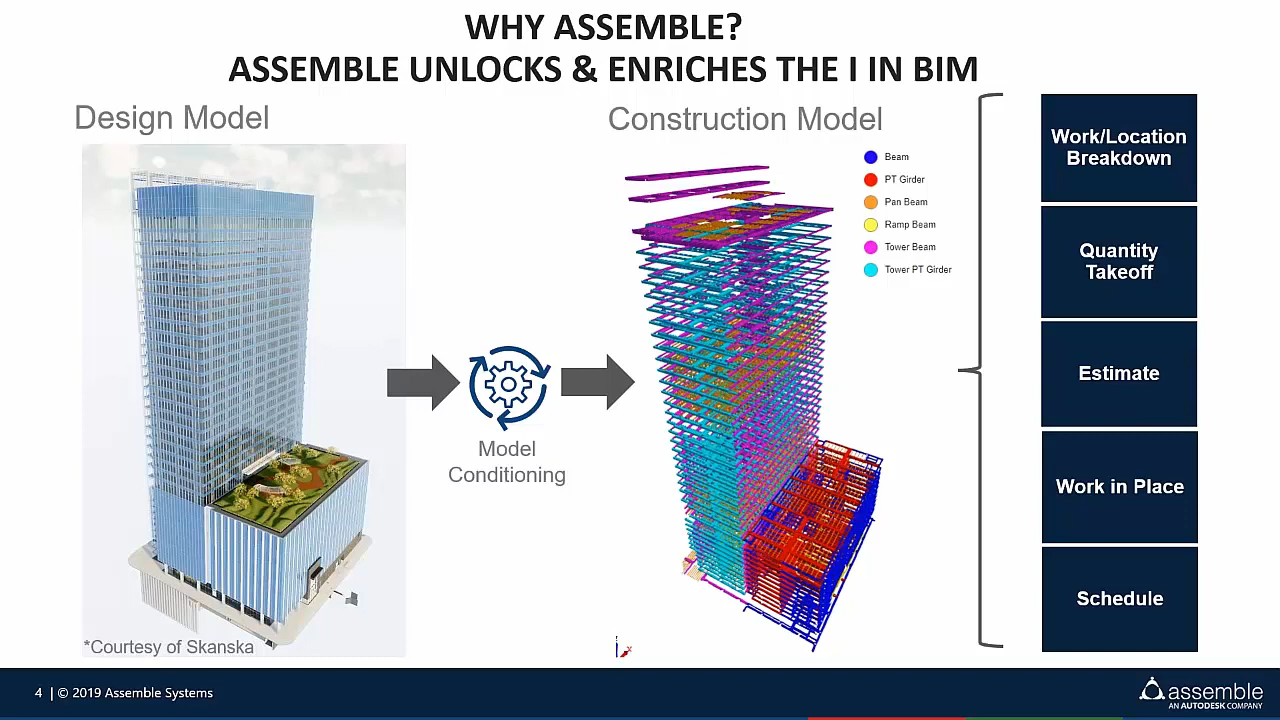 WHY ASSEMBLE?
ASSEMBLE UNLOCKS & ENRICHES THE I IN BIM
Design Model
Construction Model
Beam
PT Girder
Pan Beam
Ramp Beam
Tower Beam
Tower PT Girder
Model
Conditioning
*Courtesy of Skanska
Work/Location
Breakdown
Quantity
Takeoff
Estimate
Work in Place
Schedule
4 | © 2019 Assemble Systems
assemble
AN AUTODESK COMPANY